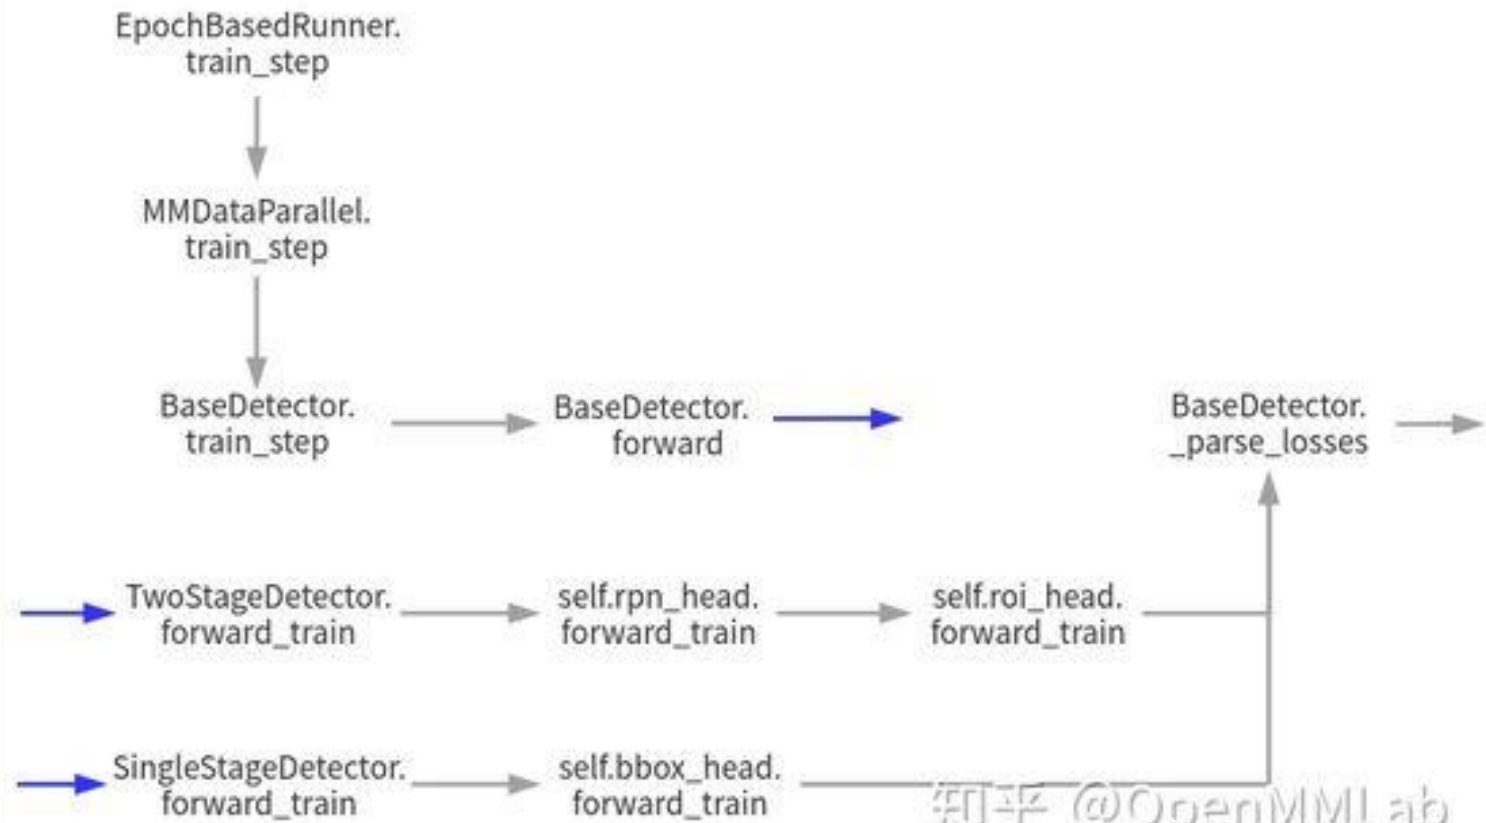 EpochBasedRunner.
train_step
MMDataParallel.
train_step
BaseDetector.
train_step
BaseDetector.
forward
BaseDetector.
_parse_losses
TwoStageDetector.
forward_train
self.rpn_head.
forward_train
self.roi_head.
forward_train
SingleStageDetector.
forward_train
self.bbox_head.
forward_train
知乎 @OpenMMLab